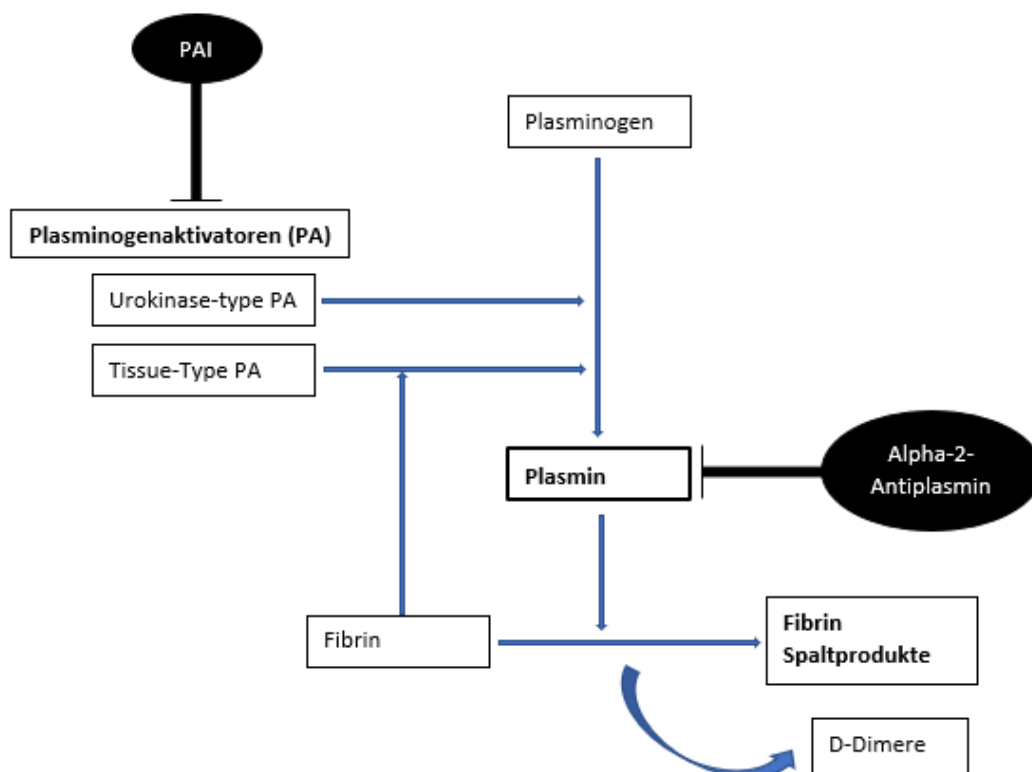 PAI
Plasminogen
Plasminogenaktivatoren (PA)
Urokinase-type PA
Tissue-Type PA
Plasmin
Alpha-2-
Antiplasmin
Fibrin
Fibrin
Spaltprodukte
D-Dimere